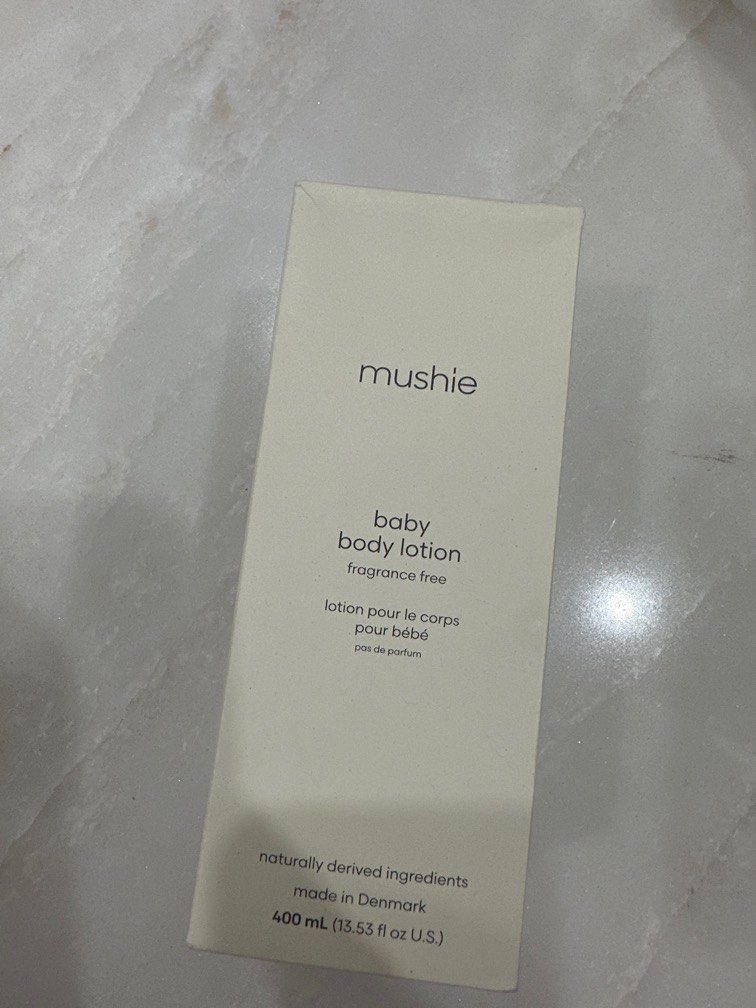 mushie
baby
body lotion
fragrance free
lotion pour le corps
pour bébé
pas de parfum
naturally derived ingredients
made in Denmark
400 mL (13.53 fl oz U.S.)